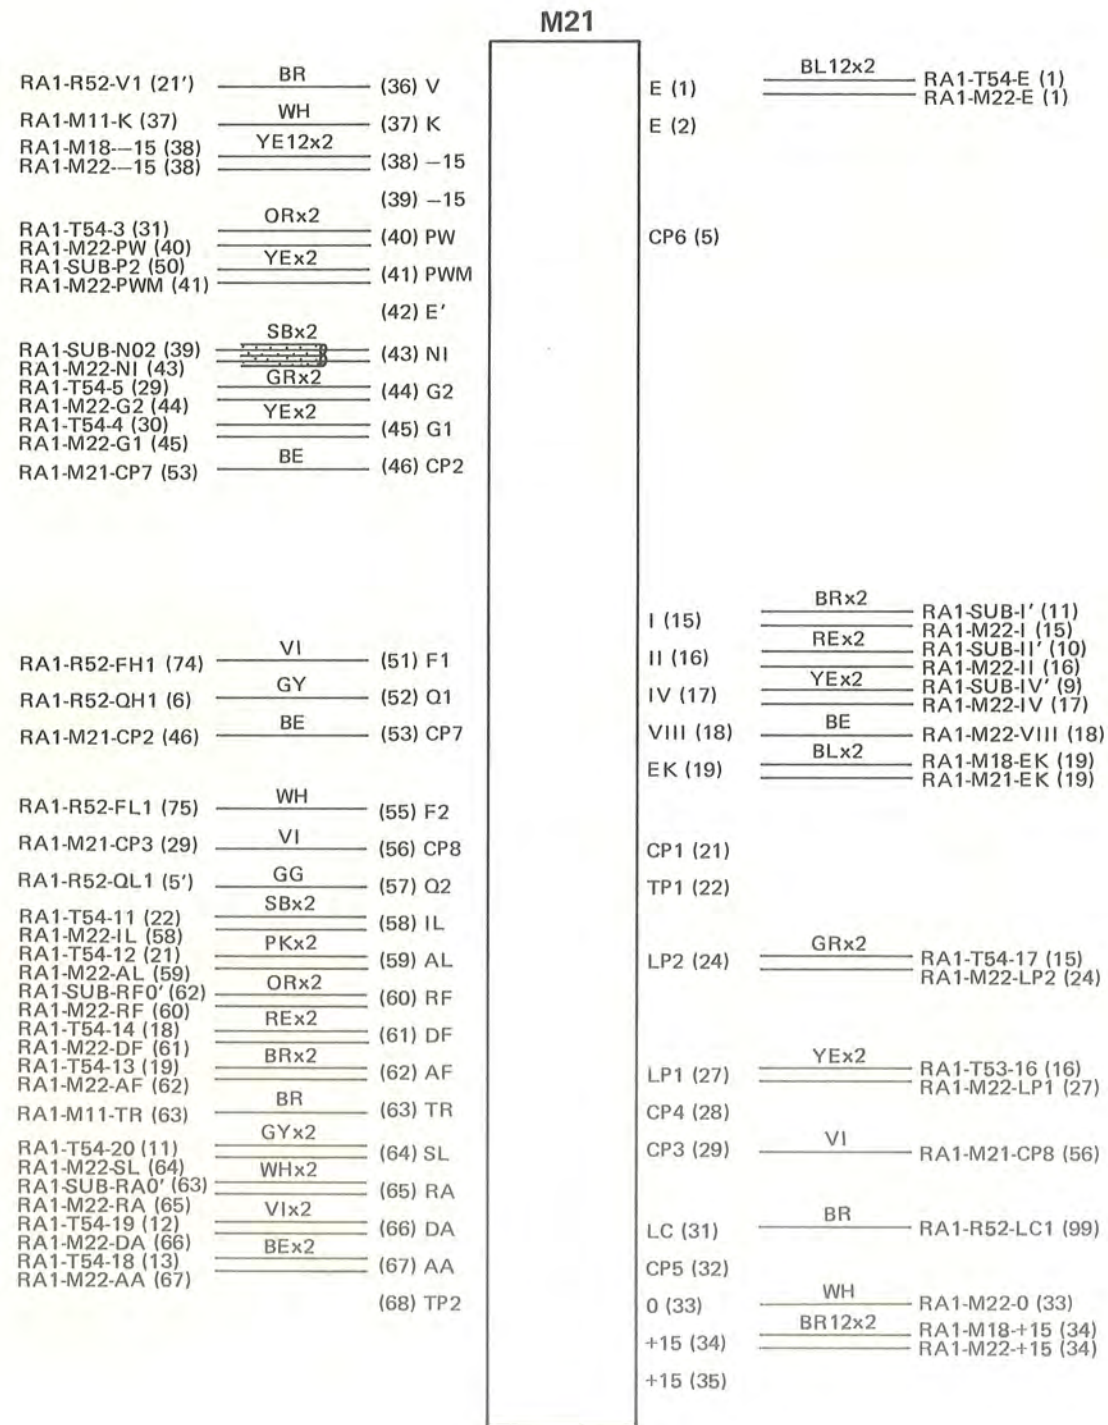 M21
BR
RA1-R52-V1 (21') (36) V
WH
RA1-M11-K (37) (37) K
RA1-M18-—15 (38) YE12x2
RA1-M22-—15 (38) (38) —15
(39) —15
ORx2
RA1-T54-3 (31) (40) PW
RA1-M22-PW (40)
RA1-SUB-P2 (50) YEx2
RA1-M22-PWM (41) (41) PWM
(42) E'
SBx2
RA1-SUB-N02 (39) (43) NI
RA1-M22-NI (43)
RA1-T54-5 (29) GRx2
RA1-M22-G2 (44) (44) G2
RA1-T54-4 (30) YEx2
RA1-M22-G1 (45) (45) G1
BE
RA1-M21-CP7 (53) (46) CP2
VI
RA1-R52-FH1 (74) (51) F1
GY
RA1-R52-QH1 (6) (52) Q1
BE
RA1-M21-CP2 (46) (53) CP7
WH
RA1-R52-FL1 (75) (55) F2
VI
RA1-M21-CP3 (29) (56) CP8
GG
RA1-R52-QL1 (5') (57) Q2
SBx2
RA1-T54-11 (22) (58) IL
RA1-M22-IL (58)
RA1-T54-12 (21) PKx2
RA1-M22-AL (59) (59) AL
RA1-SUB-RF0' (62) ORx2
RA1-M22-RF (60) (60) RF
RA1-T54-14 (18) REx2
RA1-M22-DF (61) (61) DF
RA1-T54-13 (19) BRx2
RA1-M22-AF (62) (62) AF
BR
RA1-M11-TR (63) (63) TR
GYx2
RA1-T54-20 (11) (64) SL
RA1-M22-SL (64)
RA1-SUB-RA0' (63) WHx2
RA1-M22-RA (65) (65) RA
RA1-T54-19 (12) VIx2
RA1-M22-DA (66) (66) DA
RA1-T54-18 (13) BEx2
RA1-M22-AA (67) (67) AA
(68) TP2
BL12x2
E (1) RA1-T54-E (1)
RA1-M22-E (1)
E (2)
CP6 (5)
BRx2
I (15) RA1-SUB-I' (11)
RA1-M22-I (15)
REx2
II (16) RA1-SUB-II' (10)
RA1-M22-II (16)
YEx2
IV (17) RA1-SUB-IV' (9)
RA1-M22-IV (17)
BE
VIII (18) RA1-M22-VIII (18)
BLx2
EK (19) RA1-M18-EK (19)
RA1-M21-EK (19)
CP1 (21)
TP1 (22)
GRx2
LP2 (24) RA1-T54-17 (15)
RA1-M22-LP2 (24)
YEx2
LP1 (27) RA1-T53-16 (16)
RA1-M22-LP1 (27)
CP4 (28)
VI
CP3 (29) RA1-M21-CP8 (56)
BR
LC (31) RA1-R52-LC1 (99)
CP5 (32)
WH
0 (33) RA1-M22-0 (33)
BR12x2
+15 (34) RA1-M18-+15 (34)
RA1-M22-+15 (34)
+15 (35)